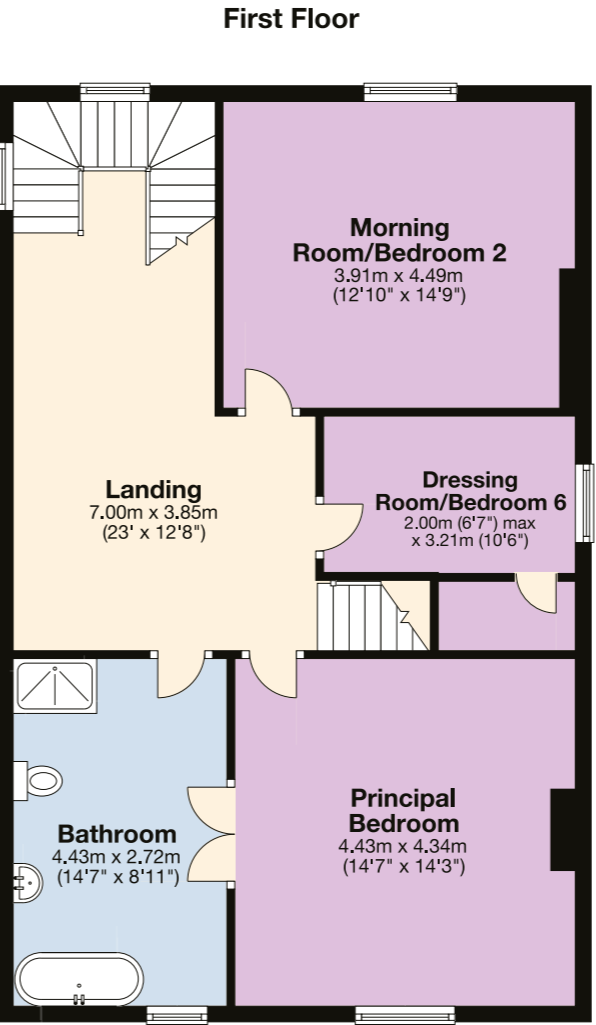 First Floor
Morning
Room/Bedroom 2
3.91m x 4.49m
(12'10" x 14'9")
Landing
7.00m x 3.85m
(23' x 12'8")
Dressing
Room/Bedroom 6
2.00m (6'7") max
x 3.21m (10'6")
Principal
Bedroom
4.43m x 4.34m
(14'7" x 14'3")
Bathroom
4.43m x 2.72m
(14'7" x 8'11")